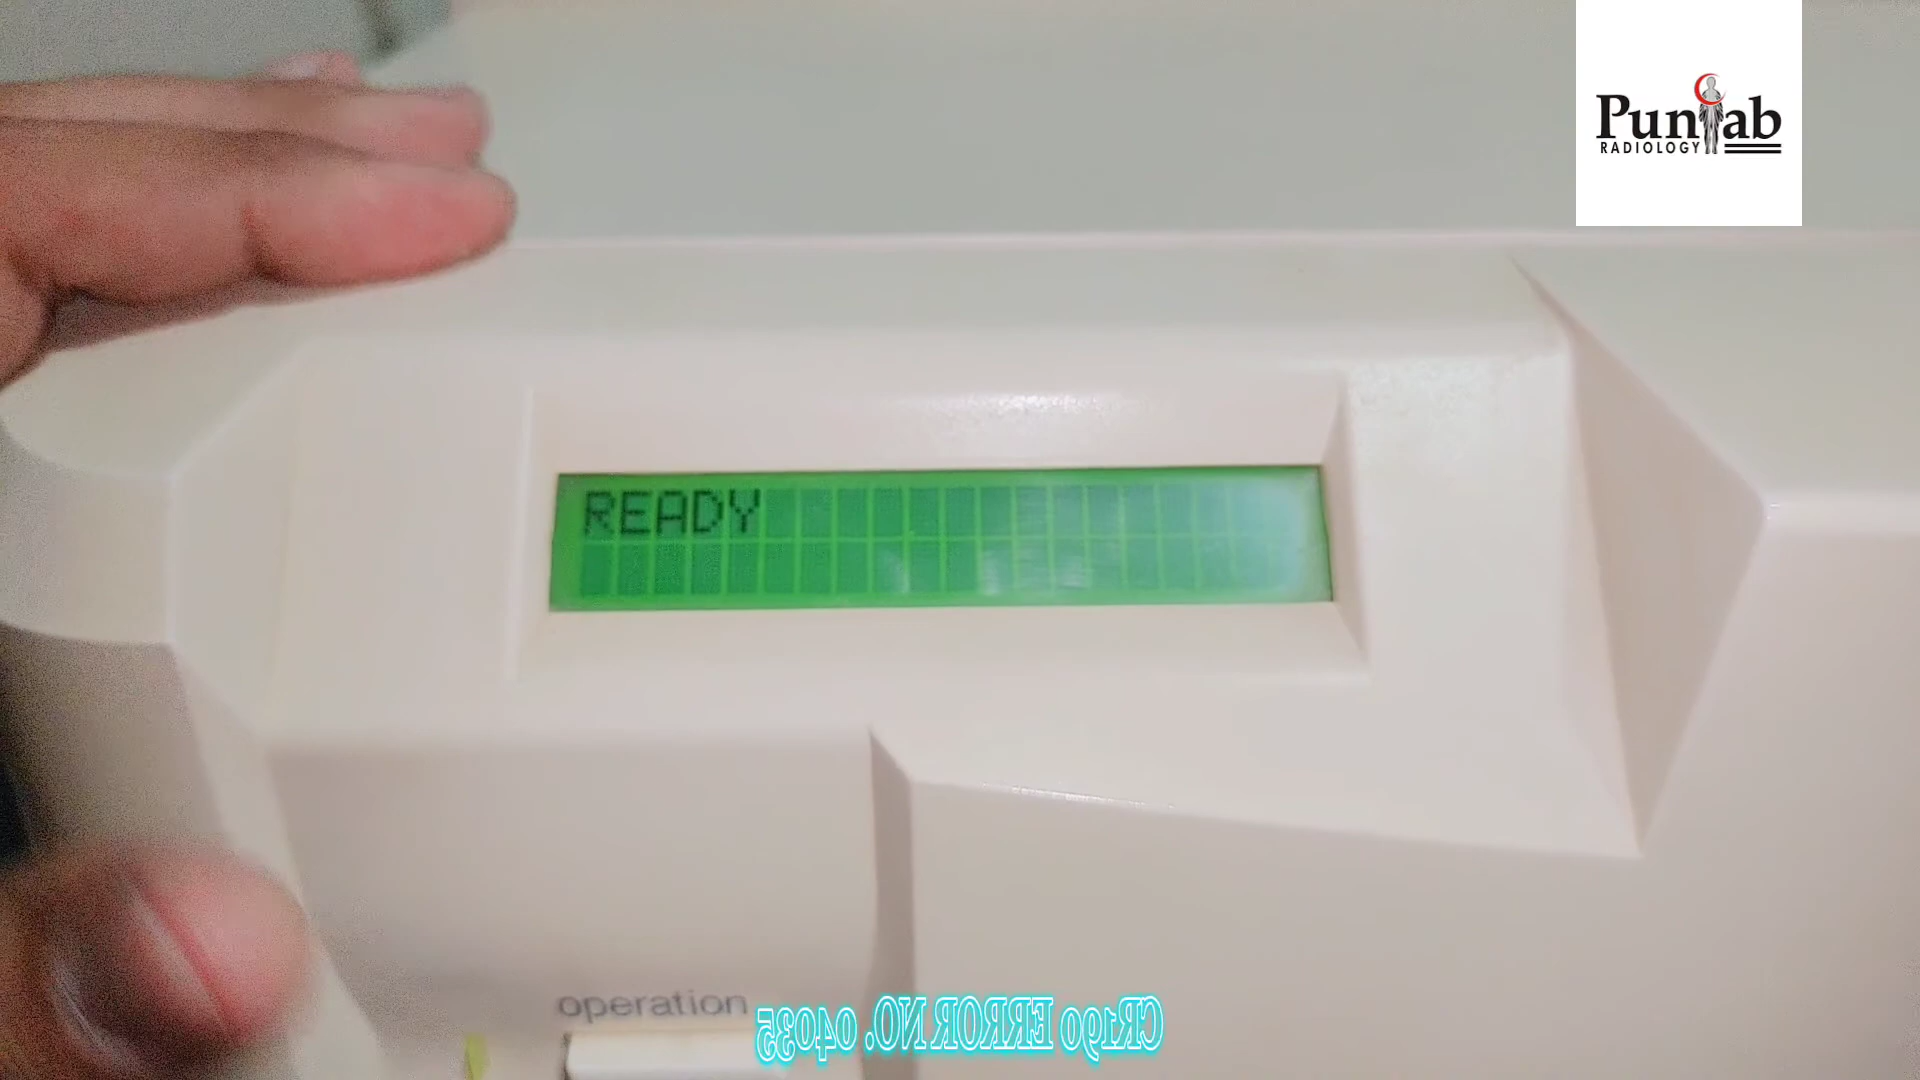 Punjab
RADIOLOGY
READY
operation
CR190 ERROR NO. 04035